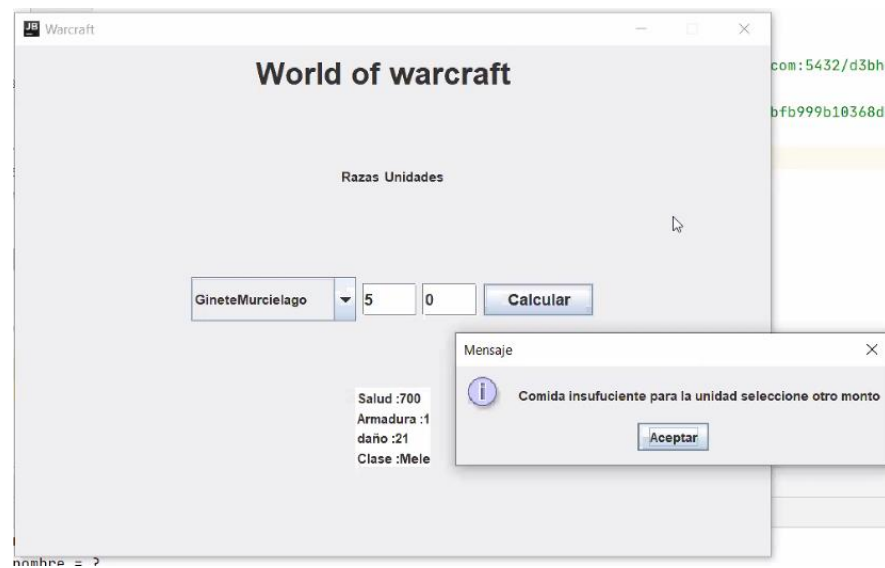 JB Warcraft
World of warcraft
com:5432/d3bh
bfb999b10368d
Razas Unidades
GineteMurcielago 5 0 Calcular
Mensaje
Comida insufuciente para la unidad seleccione otro monto
Aceptar
Salud :700
Armadura :1
daño :21
Clase :Mele
nombre = ?